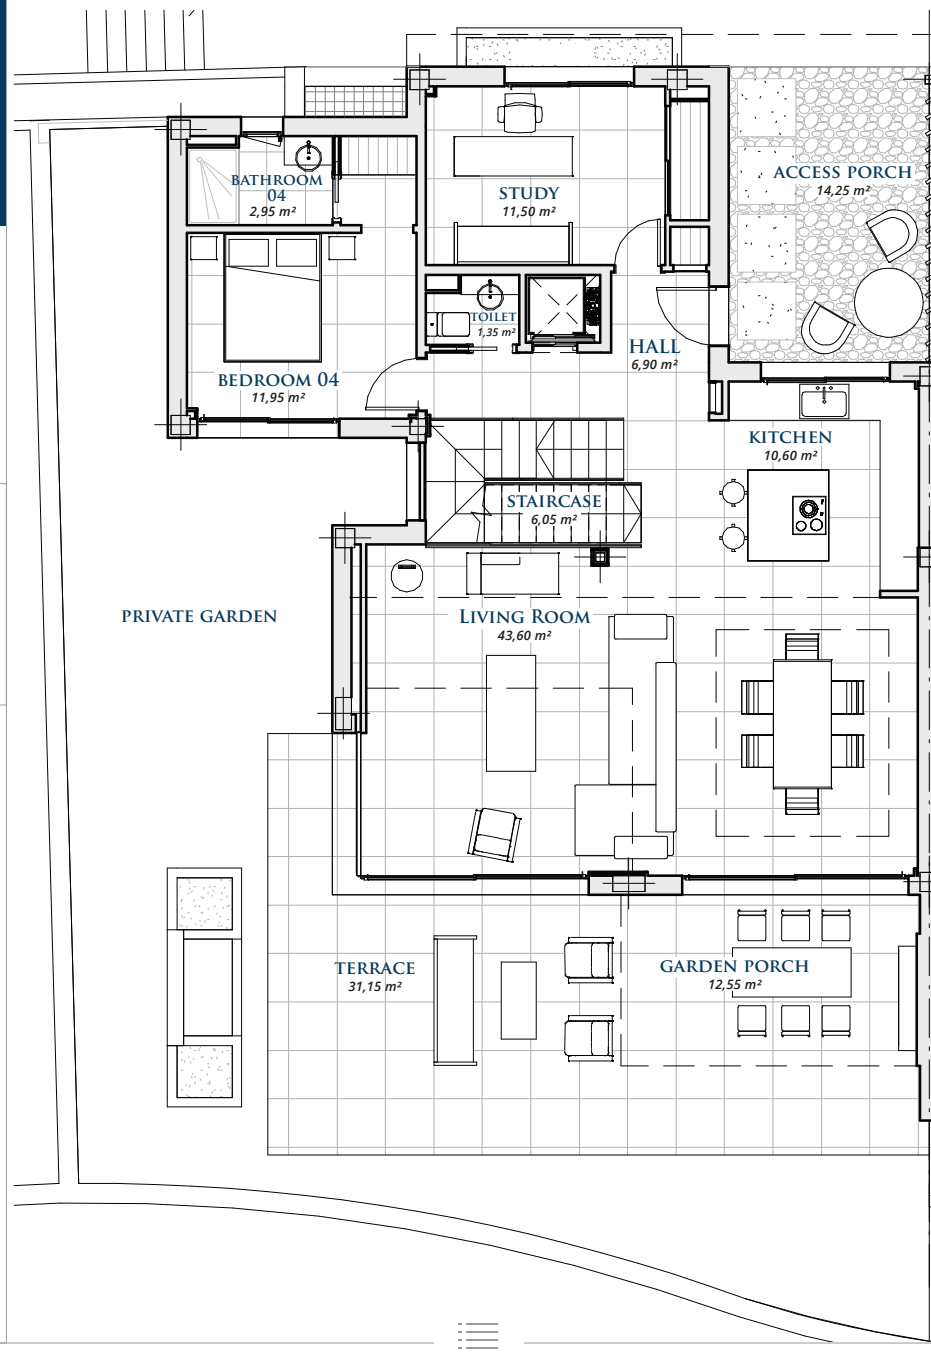 BATHROOM
04
2,95 m²
STUDY
11,50 m²
ACCESS PORCH
14,25 m²
TOILET
1,35 m²
HALL
6,90 m²
BEDROOM 04
11,95 m²
KITCHEN
10,60 m²
STAIRCASE
6,05 m²
PRIVATE GARDEN
LIVING ROOM
43,60 m²
TERRACE
31,15 m²
GARDEN PORCH
12,55 m²